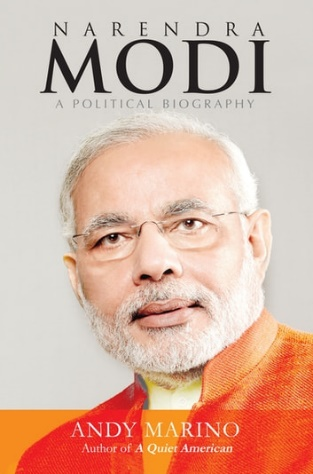 NARENDRA
MODI
A POLITICAL BIOGRAPHY
ANDY MARINO
Author of A Quiet American